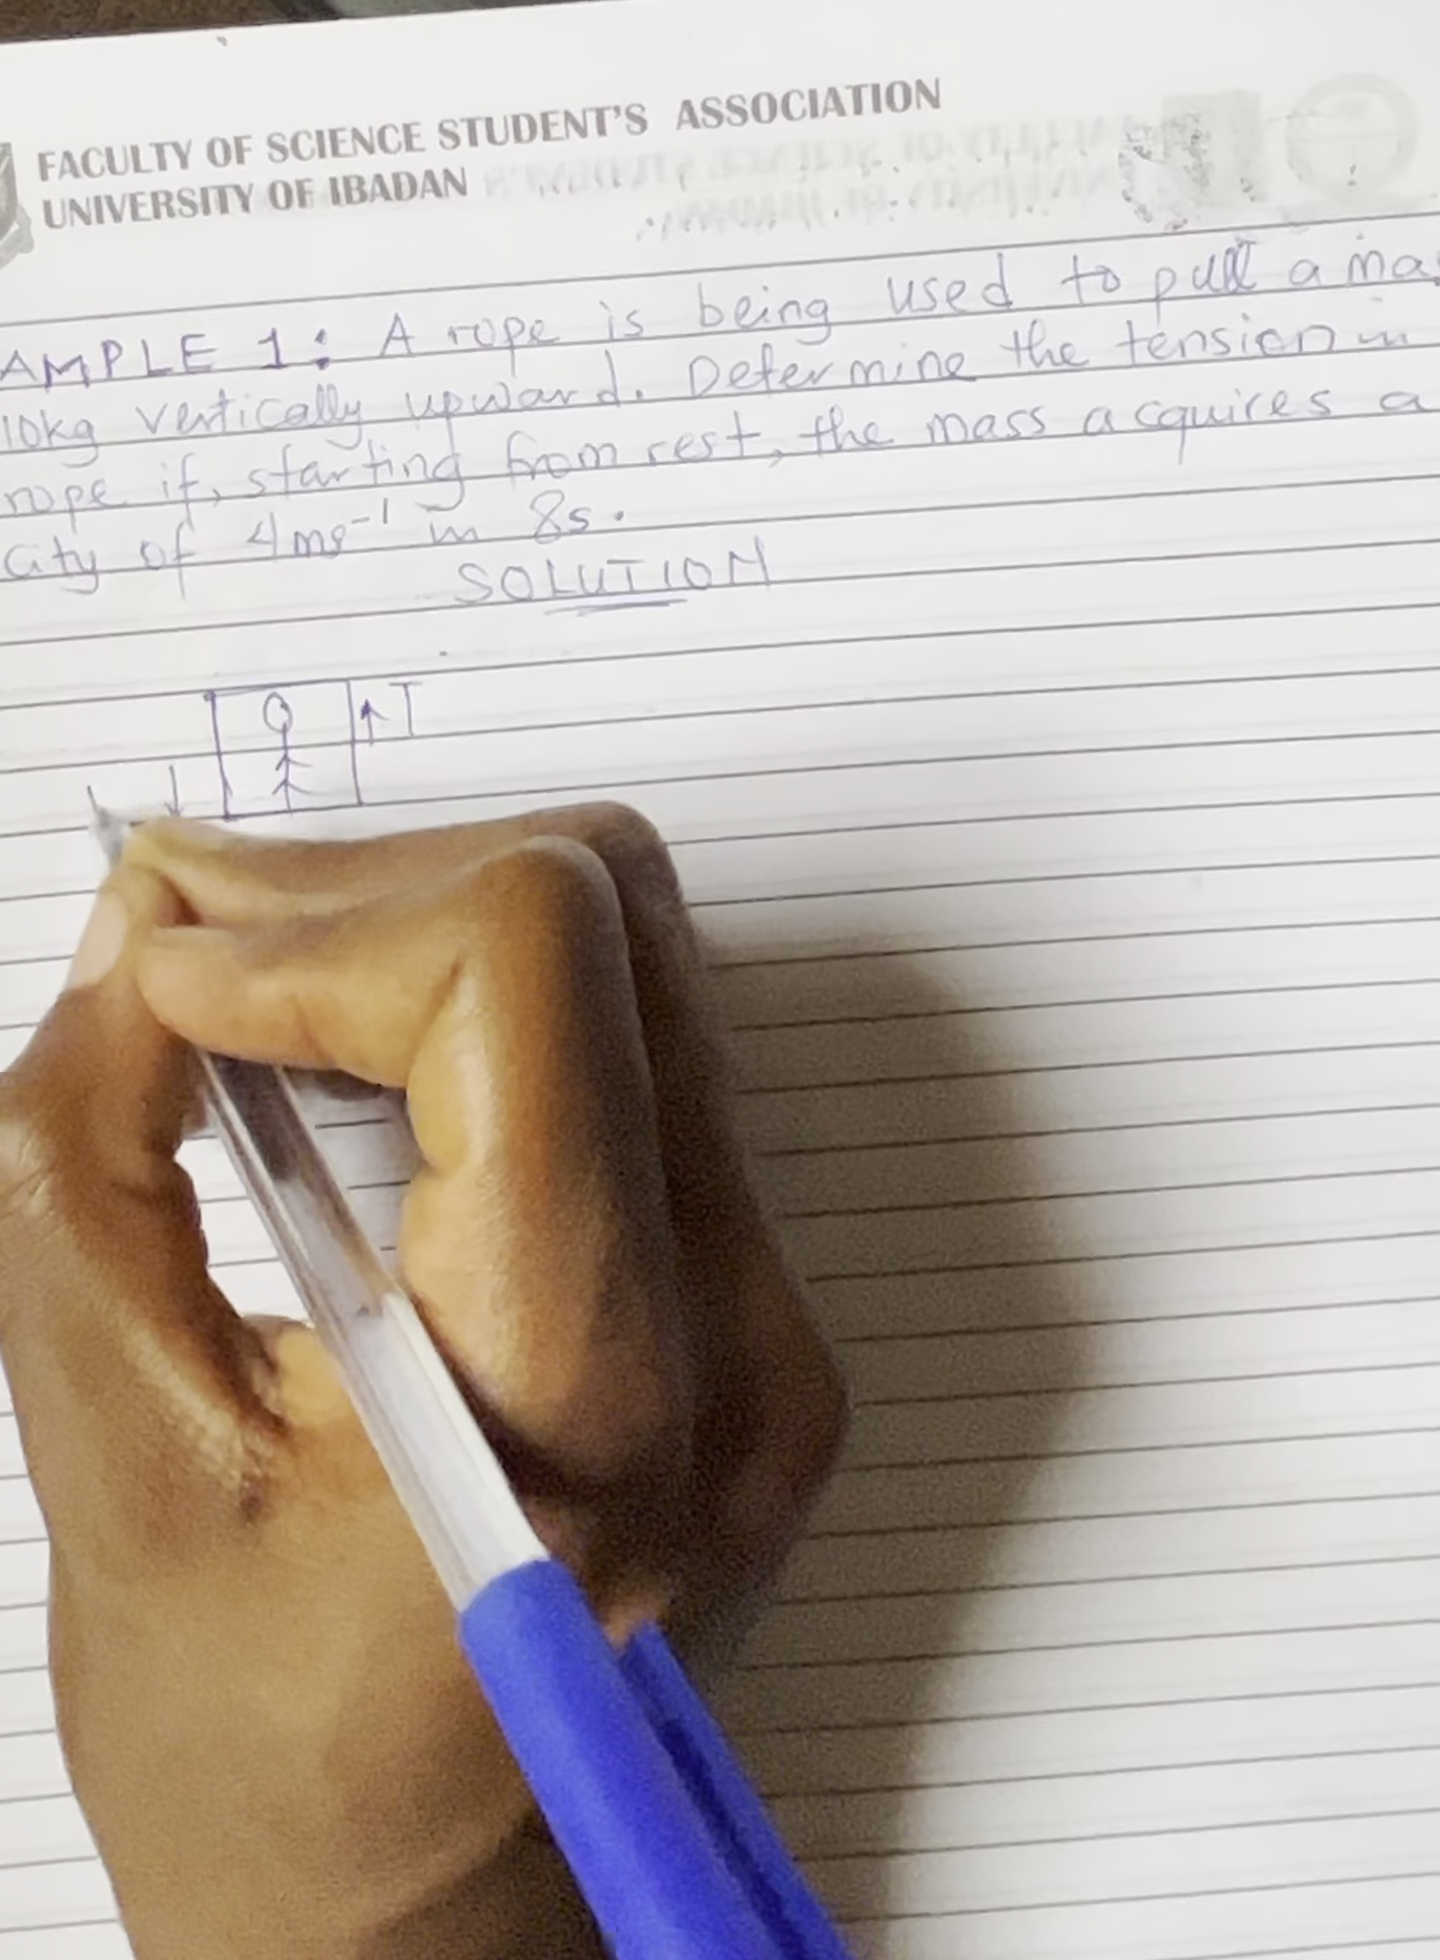 FACULTY OF SCIENCE STUDENT'S ASSOCIATION
UNIVERSITY OF IBADAN
AMPLE 1: A rope is being used to pull a mas
10kg vertically upward. Determine the tension in
rope if, starting from rest, the mass acquires a
city of 4ms⁻¹ in 8s.
SOLUTION
T